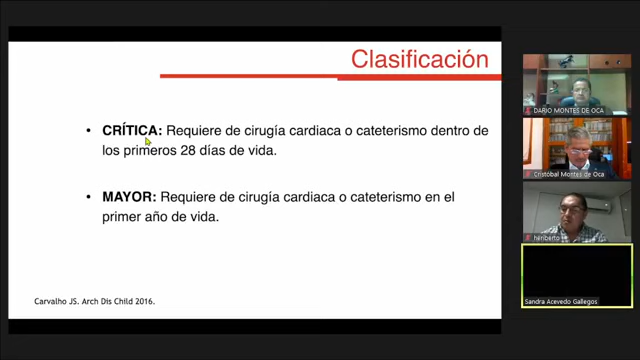 Clasificación
• CRÍTICA: Requiere de cirugía cardiaca o cateterismo dentro de
los primeros 28 días de vida.
• MAYOR: Requiere de cirugía cardiaca o cateterismo en el
primer año de vida.
Carvalho JS. Arch Dis Child 2016.
DARIO MONTES DE OCA
Cristóbal Montes de Oca
heriberto
Sandra Acevedo Gallegos